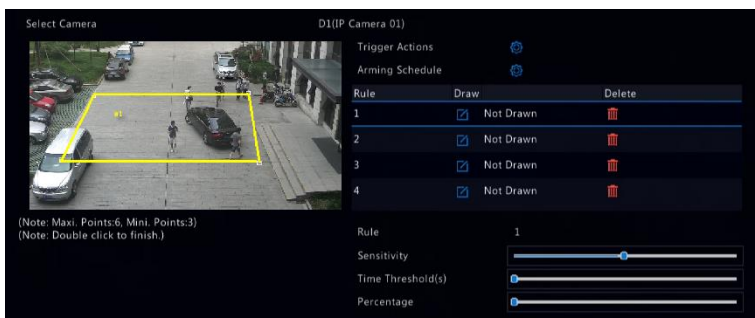 Select Camera D1(IP Camera 01)
Trigger Actions
Arming Schedule
Rule Draw Delete
1 Not Drawn
2 Not Drawn
3 Not Drawn
4 Not Drawn
#1
(Note: Maxi. Points:6, Mini. Points:3)
(Note: Double click to finish.)
Rule 1
Sensitivity
Time Threshold(s)
Percentage